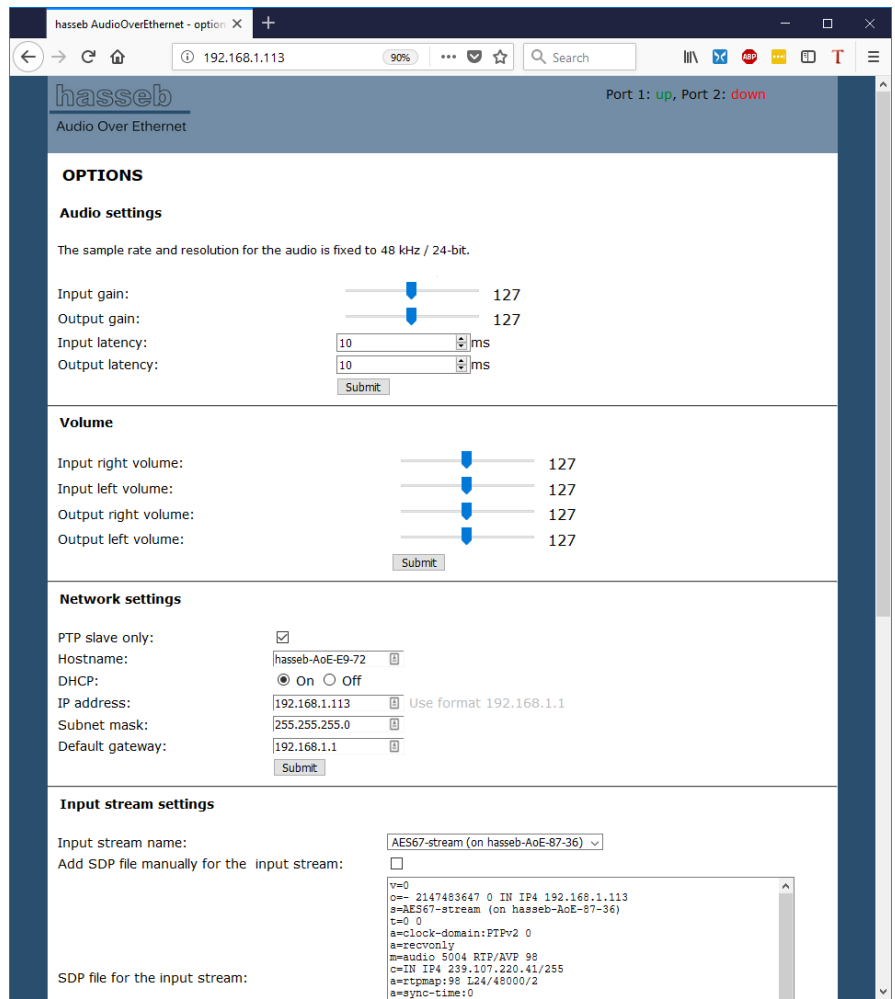 hasseb AudioOverEthernet - option
192.168.1.113
90%
Search
ABP
T
hasseb
Audio Over Ethernet
Port 1: up, Port 2: down
OPTIONS
Audio settings
The sample rate and resolution for the audio is fixed to 48 kHz / 24-bit.
Input gain: 127
Output gain: 127
Input latency: 10 ms
Output latency: 10 ms
Submit
Volume
Input right volume: 127
Input left volume: 127
Output right volume: 127
Output left volume: 127
Submit
Network settings
PTP slave only:
Hostname: hasseb-AoE-E9-72
DHCP: On Off
IP address: 192.168.1.113 Use format 192.168.1.1
Subnet mask: 255.255.255.0
Default gateway: 192.168.1.1
Submit
Input stream settings
Input stream name: AES67-stream (on hasseb-AoE-87-36)
Add SDP file manually for the input stream:
v=0
o=- 2147483647 0 IN IP4 192.168.1.113
s=AES67-stream (on hasseb-AoE-87-36)
t=0 0
a=clock-domain:PTPv2 0
a=recvonly
m=audio 5004 RTP/AVP 98
c=IN IP4 239.107.220.41/255
a=rtpmap:98 L24/48000/2
a=sync-time:0
SDP file for the input stream: